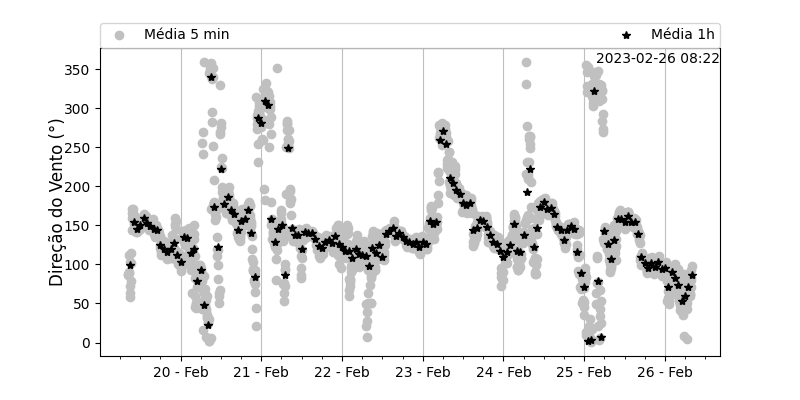 Média 5 min
Média 1h
2023-02-26 08:22
Direção do Vento (°)
350
300
250
200
150
100
50
0
20 - Feb
21 - Feb
22 - Feb
23 - Feb
24 - Feb
25 - Feb
26 - Feb